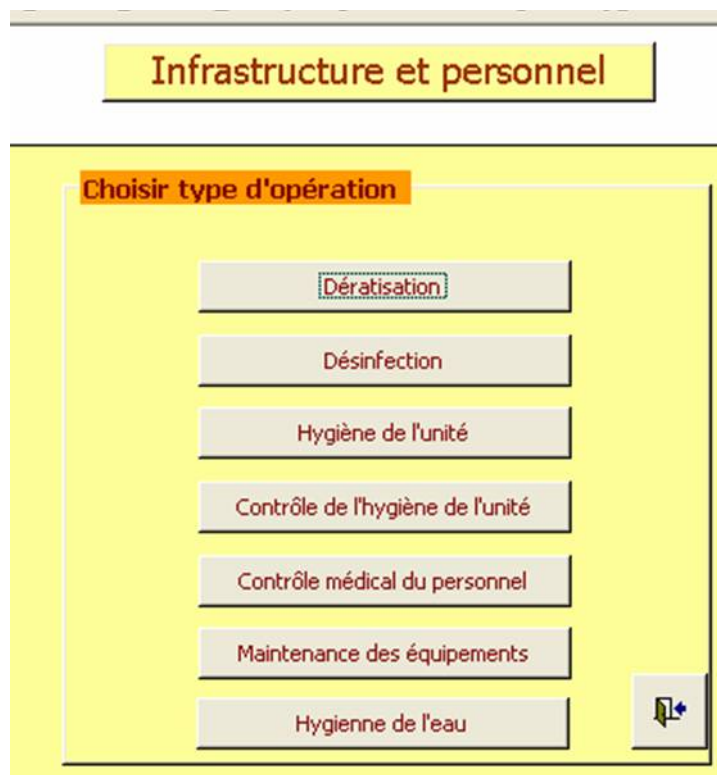 Infrastructure et personnel
Choisir type d'opération
Dératisation
Désinfection
Hygiène de l'unité
Contrôle de l'hygiène de l'unité
Contrôle médical du personnel
Maintenance des équipements
Hygienne de l'eau